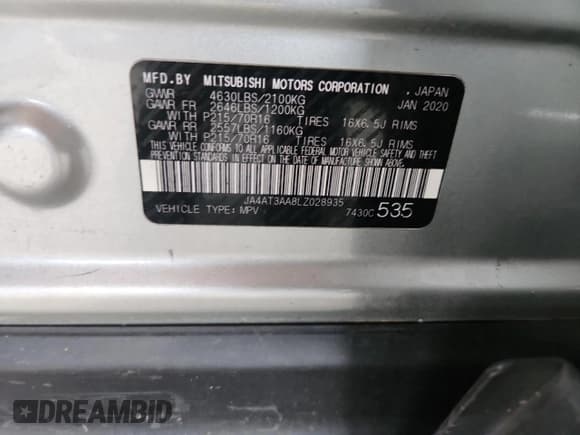 MFD.BY MITSUBISHI MOTORS CORPORATION , JAPAN
GVWR 4630LBS/2100KG JAN 2020
GAWR FR 2646LBS/1200KG
WITH P215/70R16 TIRES 16X6.5J RIMS
GAWR RR 2557LBS/1160KG
WITH P215/70R16 TIRES 16X6.5J RIMS
THIS VEHICLE CONFORMS TO ALL APPLICABLE FEDERAL MOTOR VEHICLE SAFETY AND THEFT
PREVENTION STANDARDS IN EFFECT ON THE DATE OF MANUFACTURE SHOWN ABOVE.
JA4AT3AA8LZ028935
VEHICLE TYPE: MPV 7430C 535
DREAMBID